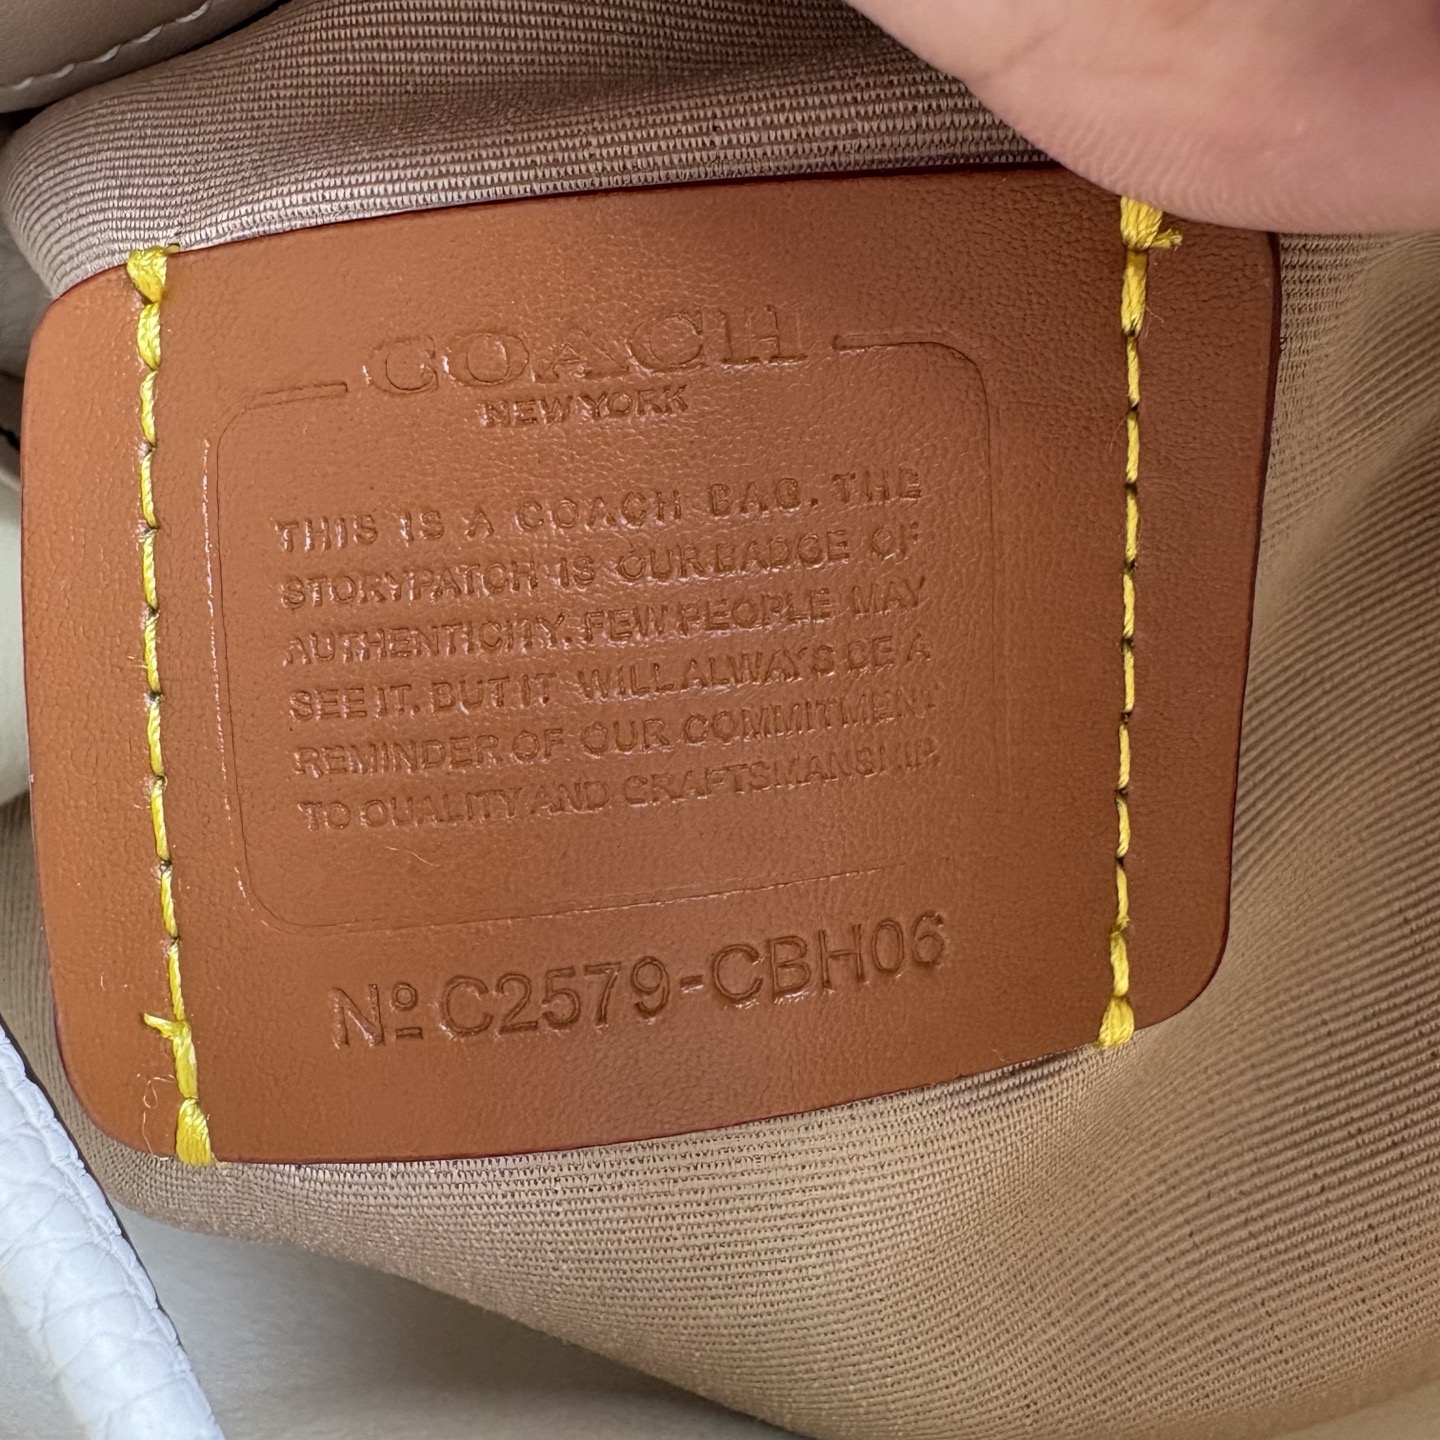 COACH
NEW YORK
THIS IS A COACH BAG. THE
STORYPATCH IS OUR BADGE OF
AUTHENTICITY. FEW PEOPLE MAY
SEE IT. BUT IT WILL ALWAYS BE A
REMINDER OF OUR COMMITMENT
TO QUALITY AND CRAFTSMANSHIP.
Nº C2579-CBH06